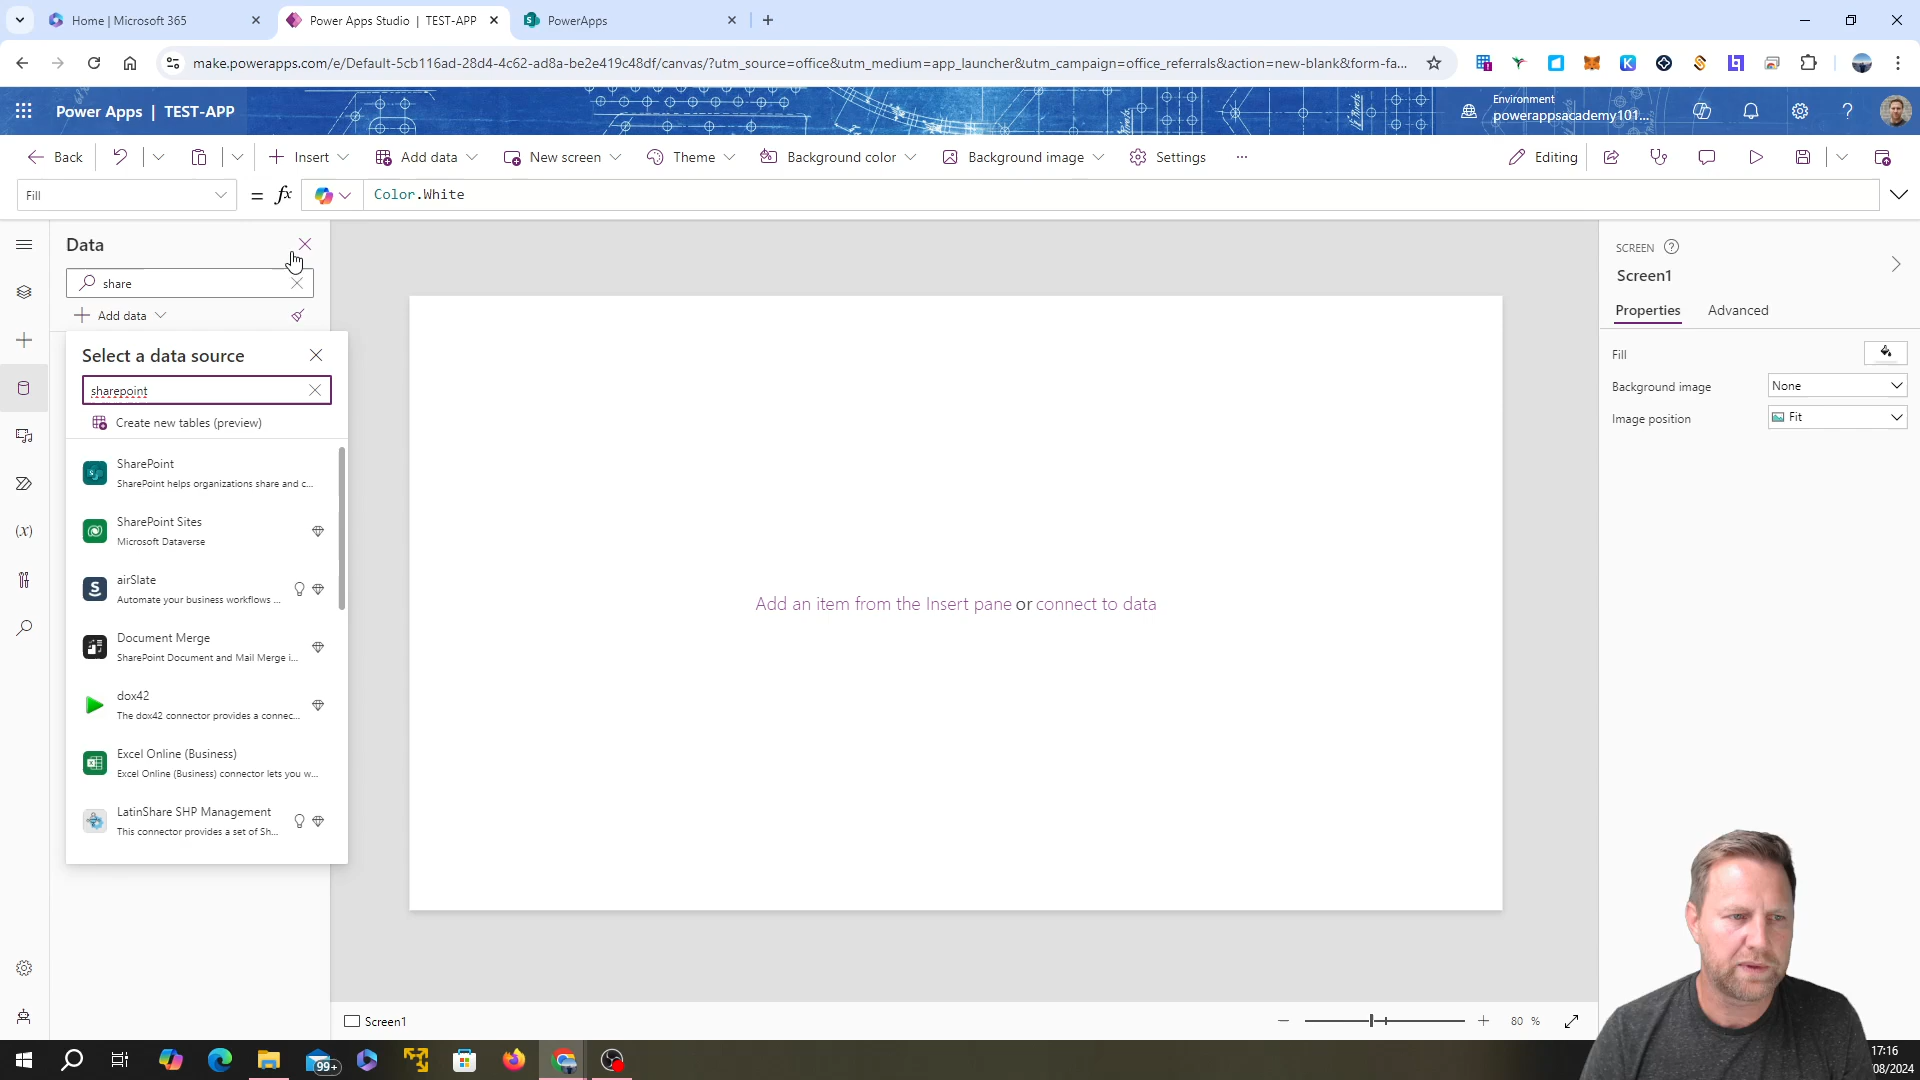 Home | Microsoft 365
Power Apps Studio | TEST-APP
PowerApps
make.powerapps.com/e/Default-5cb116ad-28d4-4c62-ad8a-be2e419c48df/canvas/?utm_source=office&utm_medium=app_launcher&utm_campaign=office_referrals&action=new-blank&form-fa...
Power Apps | TEST-APP
Environment
powerappsacademy101...
Back
Insert
Add data
New screen
Theme
Background color
Background image
Settings
...
Editing
Fill
= fx
Color.White
Data
share
Add data
Select a data source
sharepoint
Create new tables (preview)
SharePoint
SharePoint helps organizations share and c...
SharePoint Sites
Microsoft Dataverse
airSlate
Automate your business workflows ...
Document Merge
SharePoint Document and Mail Merge i...
dox42
The dox42 connector provides a connec...
Excel Online (Business)
Excel Online (Business) connector lets you w...
LatinShare SHP Management
This connector provides a set of Sh...
Add an item from the Insert pane or connect to data
SCREEN
Screen1
Properties
Advanced
Fill
Background image
None
Image position
Fit
Screen1
80 %
99+
17:16
08/2024